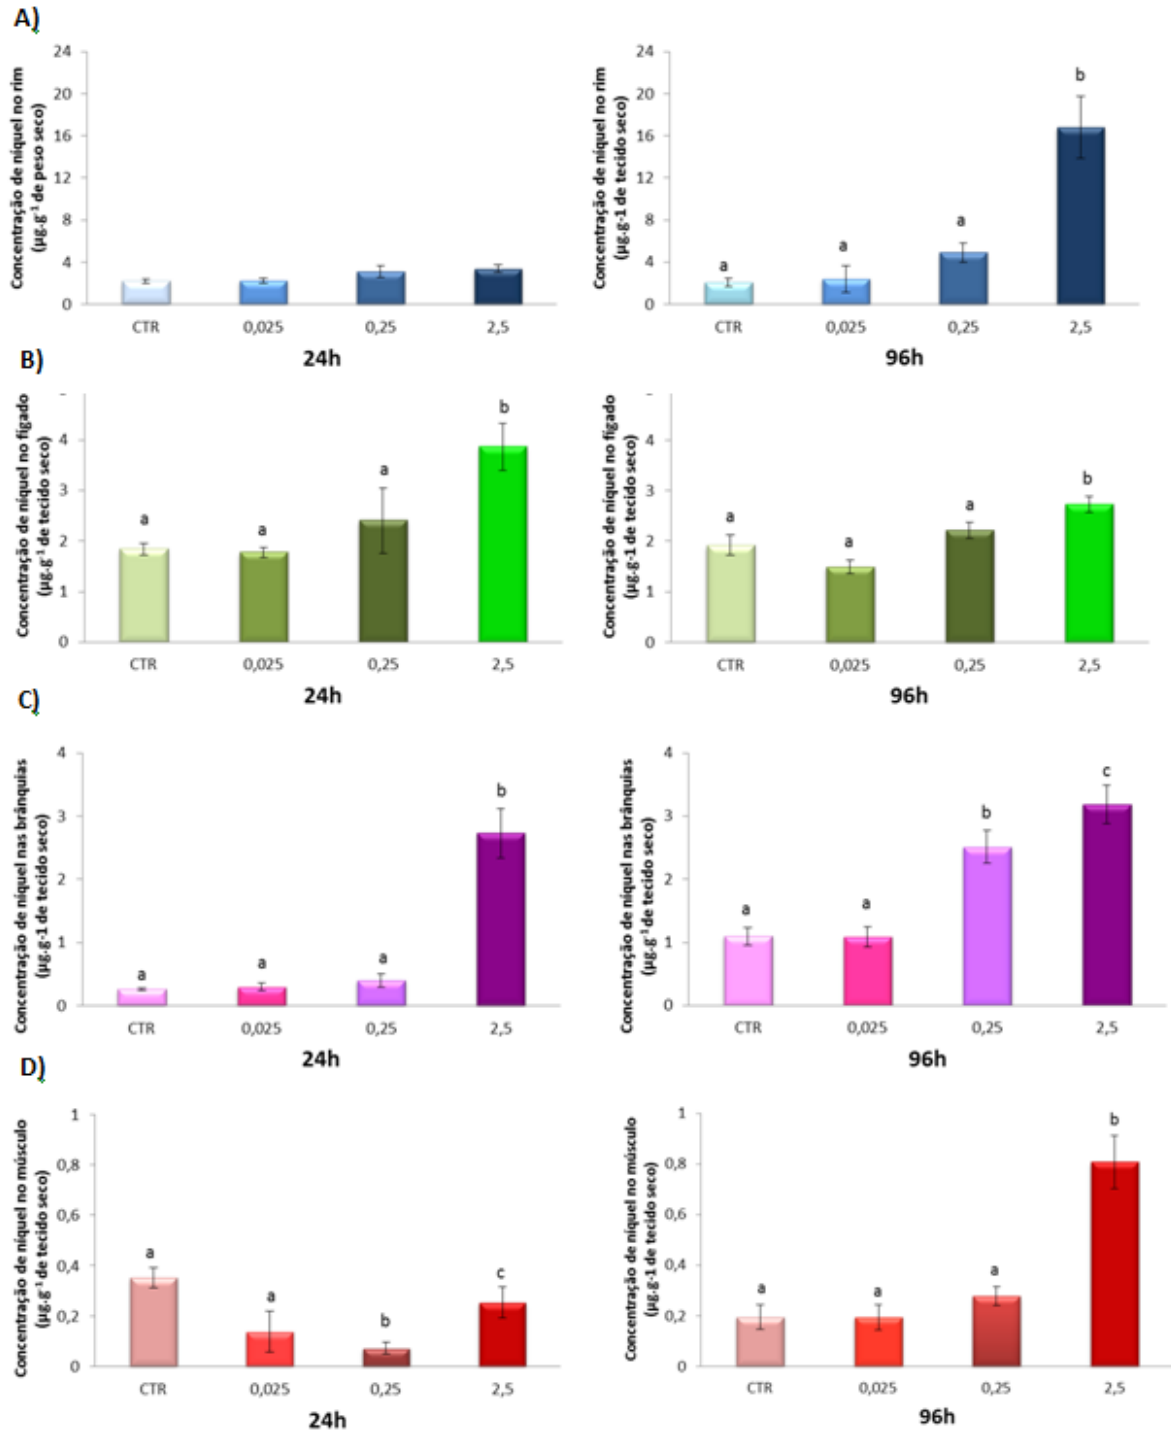 A)
Concentração de níquel no rim
(µg.g⁻¹ de peso seco)
24
20
16
12
8
4
0
CTR 0,025 0,25 2,5
24h
Concentração de níquel no rim
(µg.g-1 de tecido seco)
24
20
16
12
8
4
0
a a a b
CTR 0,025 0,25 2,5
96h
B)
Concentração de níquel no fígado
(µg.g⁻¹ de tecido seco)
4
3
2
1
0
a a a b
CTR 0,025 0,25 2,5
24h
Concentração de níquel no fígado
(µg.g-1 de tecido seco)
4
3
2
1
0
a a a b
CTR 0,025 0,25 2,5
96h
C)
Concentração de níquel nas brânquias
(µg.g-1 de tecido seco)
4
3
2
1
0
a a a b
CTR 0,025 0,25 2,5
24h
Concentração de níquel nas brânquias
(µg.g⁻¹ de tecido seco)
4
3
2
1
0
a a b c
CTR 0,025 0,25 2,5
96h
D)
Concentração de níquel no músculo
(µg.g⁻¹ de tecido seco)
1
0,8
0,6
0,4
0,2
0
a a b c
CTR 0,025 0,25 2,5
24h
Concentração de níquel no músculo
(µg.g-1 de tecido seco)
1
0,8
0,6
0,4
0,2
0
a a a b
CTR 0,025 0,25 2,5
96h